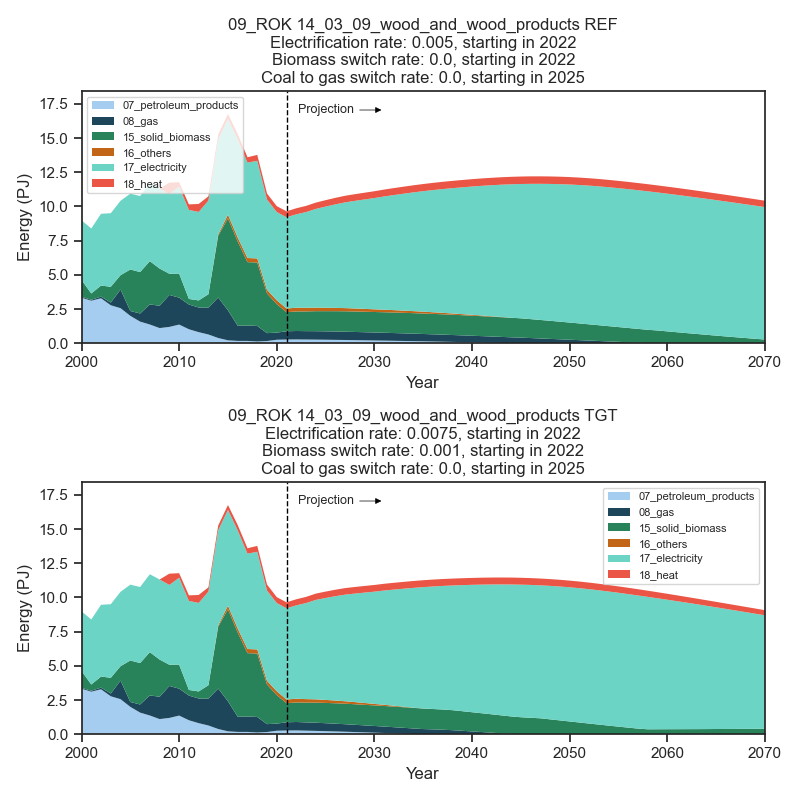 09_ROK 14_03_09_wood_and_wood_products REF
Electrification rate: 0.005, starting in 2022
Biomass switch rate: 0.0, starting in 2022
Coal to gas switch rate: 0.0, starting in 2025
Energy (PJ)
17.5
15.0
12.5
10.0
7.5
5.0
2.5
0.0
07_petroleum_products
08_gas
15_solid_biomass
16_others
17_electricity
18_heat
Projection
2000 2010 2020 2030 2040 2050 2060 2070
Year
09_ROK 14_03_09_wood_and_wood_products TGT
Electrification rate: 0.0075, starting in 2022
Biomass switch rate: 0.001, starting in 2022
Coal to gas switch rate: 0.0, starting in 2025
Energy (PJ)
17.5
15.0
12.5
10.0
7.5
5.0
2.5
0.0
Projection
07_petroleum_products
08_gas
15_solid_biomass
16_others
17_electricity
18_heat
2000 2010 2020 2030 2040 2050 2060 2070
Year